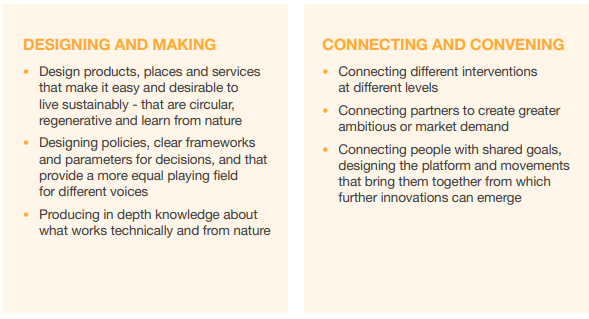 DESIGNING AND MAKING
• Design products, places and services
that make it easy and desirable to
live sustainably - that are circular,
regenerative and learn from nature
• Designing policies, clear frameworks
and parameters for decisions, and that
provide a more equal playing field
for different voices
• Producing in depth knowledge about
what works technically and from nature
CONNECTING AND CONVENING
• Connecting different interventions
at different levels
• Connecting partners to create greater
ambitious or market demand
• Connecting people with shared goals,
designing the platform and movements
that bring them together from which
further innovations can emerge